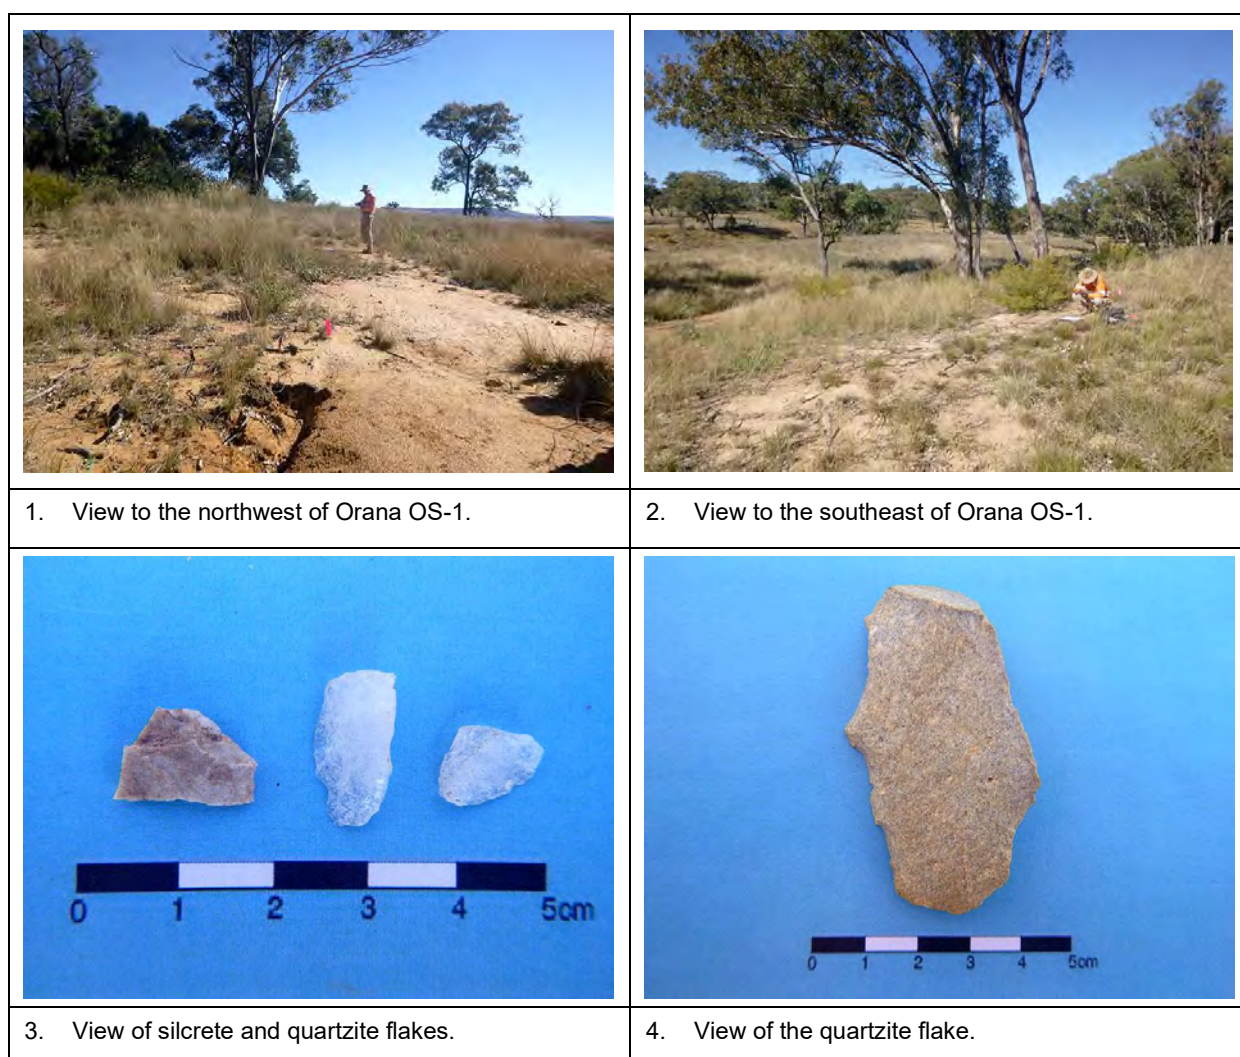 1. View to the northwest of Orana OS-1.
2. View to the southeast of Orana OS-1.
0 1 2 3 4 5cm
0 1 2 3 4 5cm
3. View of silcrete and quartzite flakes.
4. View of the quartzite flake.